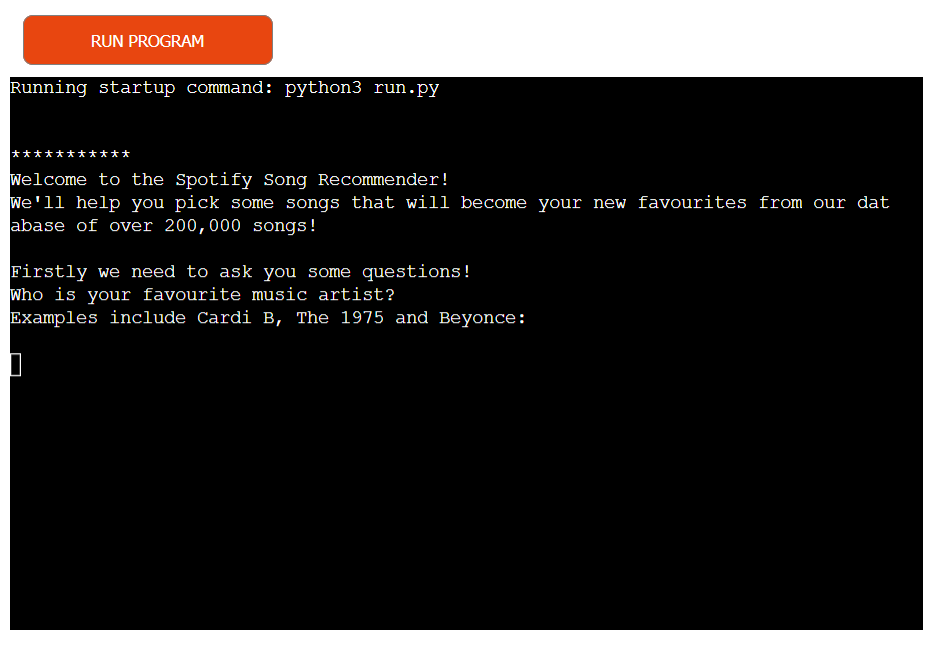 RUN PROGRAM
Running startup command: python3 run.py
***********
Welcome to the Spotify Song Recommender!
We'll help you pick some songs that will become your new favourites from our dat
abase of over 200,000 songs!
Firstly we need to ask you some questions!
Who is your favourite music artist?
Examples include Cardi B, The 1975 and Beyonce: